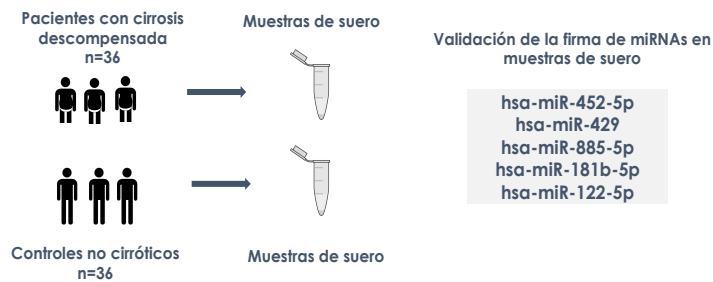 Pacientes con cirrosis
descompensada
n=36
Muestras de suero
Validación de la firma de miRNAs en
muestras de suero
hsa-miR-452-5p
hsa-miR-429
hsa-miR-885-5p
hsa-miR-181b-5p
hsa-miR-122-5p
Controles no cirróticos
n=36
Muestras de suero